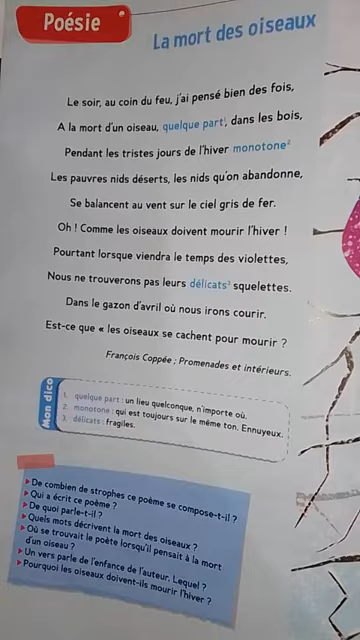 Poésie
La mort des oiseaux
Le soir, au coin du feu, j'ai pensé bien des fois,
A la mort d'un oiseau, quelque part¹, dans les bois,
Pendant les tristes jours de l'hiver monotone²
Les pauvres nids déserts, les nids qu'on abandonne,
Se balancent au vent sur le ciel gris de fer.
Oh ! Comme les oiseaux doivent mourir l'hiver !
Pourtant lorsque viendra le temps des violettes,
Nous ne trouverons pas leurs délicats³ squelettes.
Dans le gazon d'avril où nous irons courir.
Est-ce que « les oiseaux se cachent pour mourir ?
François Coppée ; Promenades et intérieurs.
Mon dico
1. quelque part : un lieu quelconque, n'importe où.
2. monotone : qui est toujours sur le même ton. Ennuyeux.
3. délicats : fragiles.
De combien de strophes ce poème se compose-t-il ?
Qui a écrit ce poème ?
De quoi parle-t-il ?
Quels mots décrivent la mort des oiseaux ?
Où se trouvait le poète lorsqu'il pensait à la mort
d'un oiseau ?
Un vers parle de l'enfance de l'auteur. Lequel ?
Pourquoi les oiseaux doivent-ils mourir l'hiver ?